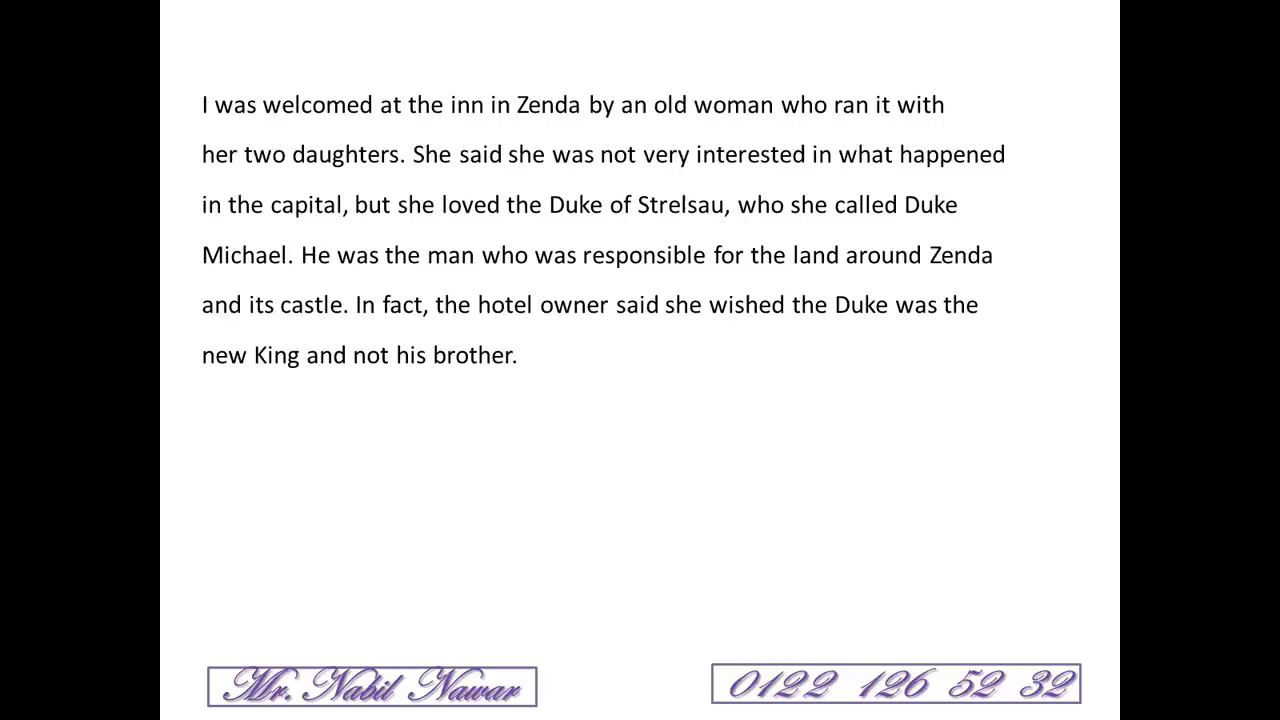 I was welcomed at the inn in Zenda by an old woman who ran it with
her two daughters. She said she was not very interested in what happened
in the capital, but she loved the Duke of Strelsau, who she called Duke
Michael. He was the man who was responsible for the land around Zenda
and its castle. In fact, the hotel owner said she wished the Duke was the
new King and not his brother.
Mr. Nabil Nawar
0122 126 52 32